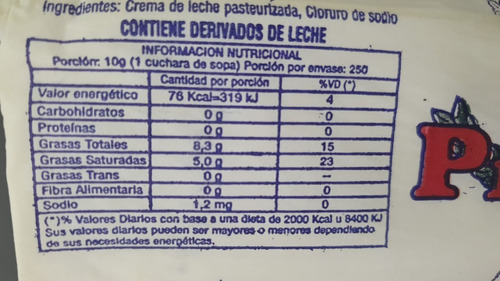 Ingredientes: Crema de leche pasteurizada, Cloruro de sodio
CONTIENE DERIVADOS DE LECHE
INFORMACION NUTRICIONAL
Porción: 10g (1 cuchara de sopa) Porción por envase: 250
Cantidad por porción %VD (*)
Valor energético 76 Kcal=319 kJ 4
Carbohidratos 0 g 0
Proteínas 0 g 0
Grasas Totales 8,3 g 15
Grasas Saturadas 5,0 g 23
Grasas Trans 0 g --
Fibra Alimentaria 0 g 0
Sodio 1,2 mg 0
(*)% Valores Diarios con base a una dieta de 2000 Kcal u 8400 KJ
Sus valores diarios pueden ser mayores o menores dependiendo
de sus necesidades energéticas.